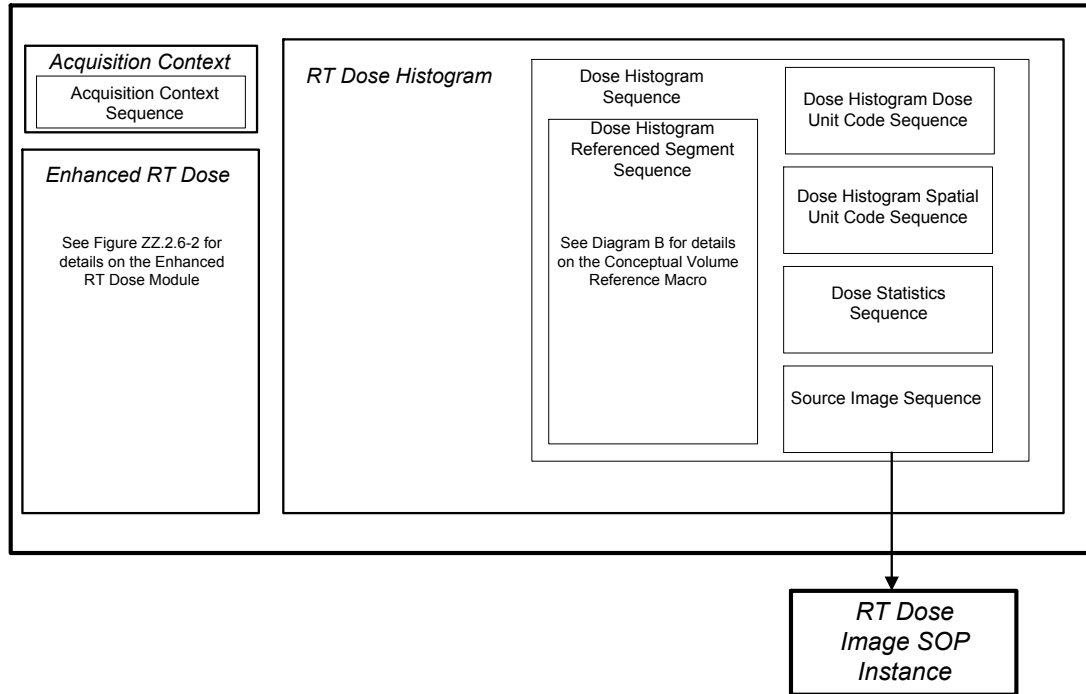 Acquisition Context
Acquisition Context
Sequence
Enhanced RT Dose
See Figure ZZ.2.6-2 for
details on the Enhanced
RT Dose Module
RT Dose Histogram
Dose Histogram
Sequence
Dose Histogram
Referenced Segment
Sequence
See Diagram B for details
on the Conceptual Volume
Reference Macro
Dose Histogram Dose
Unit Code Sequence
Dose Histogram Spatial
Unit Code Sequence
Dose Statistics
Sequence
Source Image Sequence
RT Dose
Image SOP
Instance